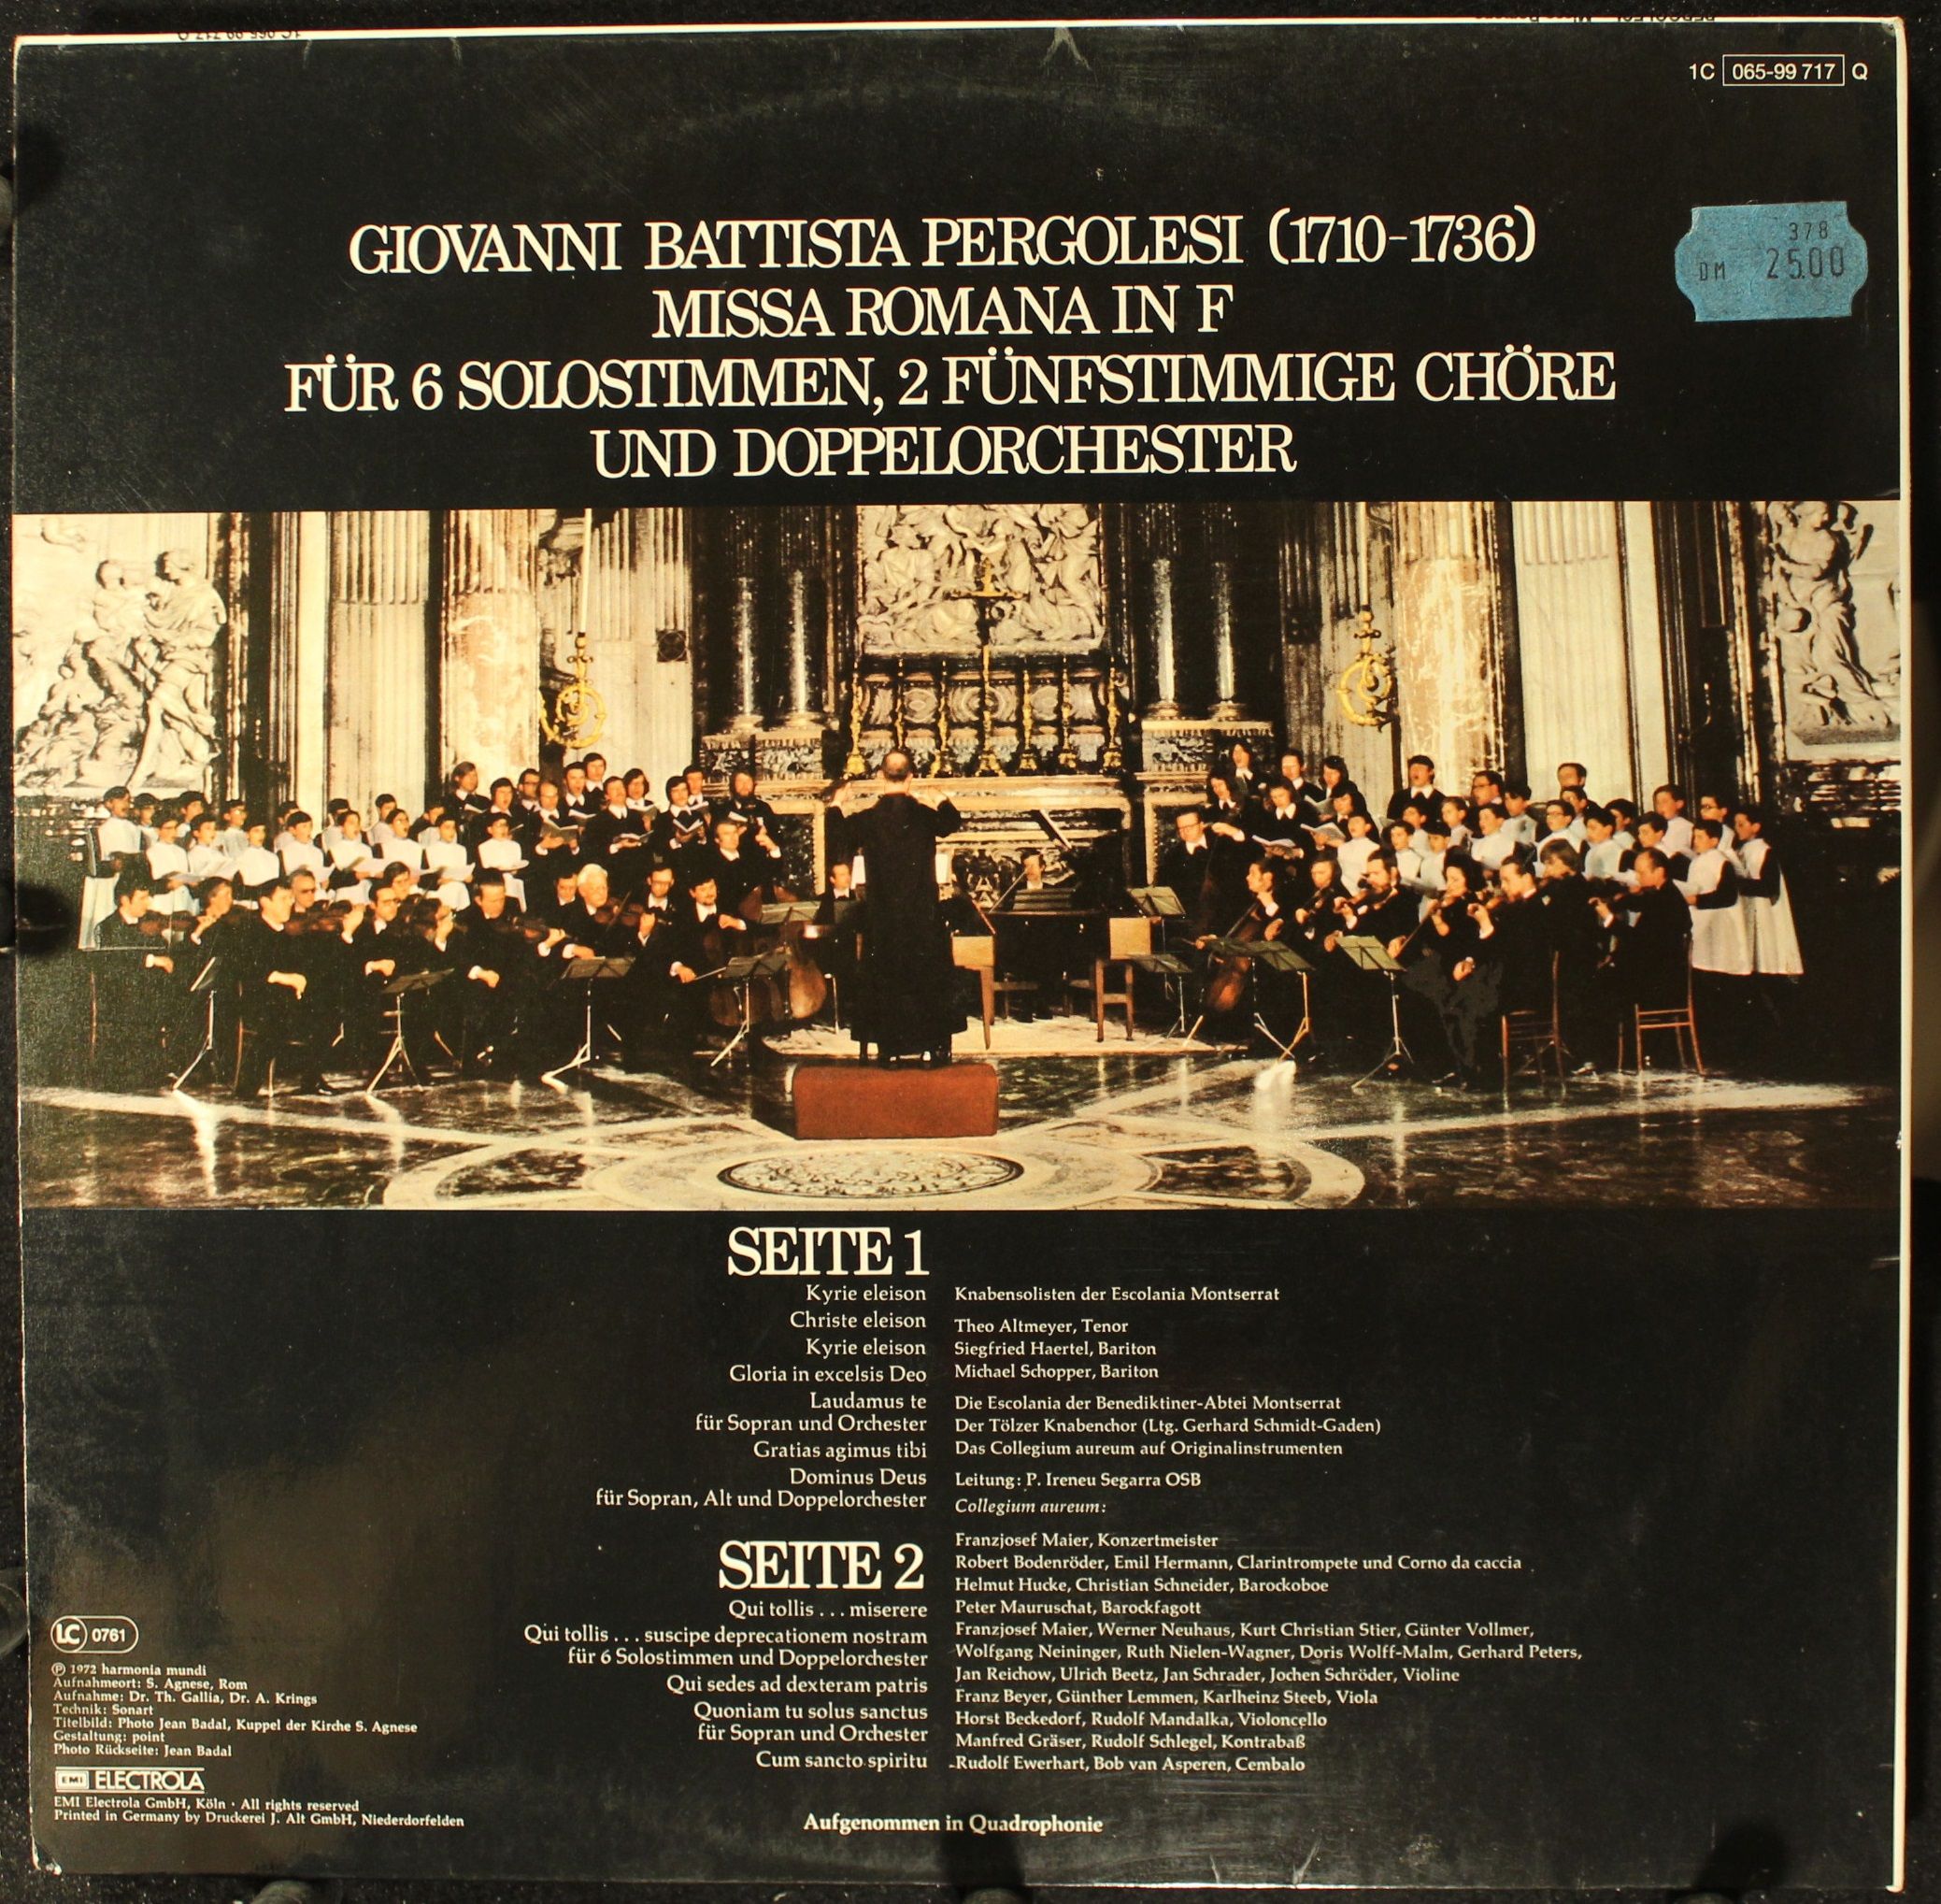 1C 065-99 717 Q
378
DM 25.00
GIOVANNI BATTISTA PERGOLESI (1710-1736)
MISSA ROMANA IN F
FÜR 6 SOLOSTIMMEN, 2 FÜNFSTIMMIGE CHÖRE
UND DOPPELORCHESTER
SEITE 1
Kyrie eleison
Christe eleison
Kyrie eleison
Gloria in excelsis Deo
Laudamus te
für Sopran und Orchester
Gratias agimus tibi
Dominus Deus
für Sopran, Alt und Doppelorchester
SEITE 2
Qui tollis . . . miserere
Qui tollis . . . suscipe deprecationem nostram
für 6 Solostimmen und Doppelorchester
Qui sedes ad dexteram patris
Quoniam tu solus sanctus
für Sopran und Orchester
Cum sancto spiritu
Knabensolisten der Escolania Montserrat
Theo Altmeyer, Tenor
Siegfried Haertel, Bariton
Michael Schopper, Bariton
Die Escolania der Benediktiner-Abtei Montserrat
Der Tölzer Knabenchor (Ltg. Gerhard Schmidt-Gaden)
Das Collegium aureum auf Originalinstrumenten
Leitung: P. Ireneu Segarra OSB
Collegium aureum:
Franzjosef Maier, Konzertmeister
Robert Bodenröder, Emil Hermann, Clarintrompete und Corno da caccia
Helmut Hucke, Christian Schneider, Barockoboe
Peter Mauruschat, Barockfagott
Franzjosef Maier, Werner Neuhaus, Kurt Christian Stier, Günter Vollmer,
Wolfgang Neininger, Ruth Nielen-Wagner, Doris Wolff-Malm, Gerhard Peters,
Jan Reichow, Ulrich Beetz, Jan Schrader, Jochen Schröder, Violine
Franz Beyer, Günther Lemmen, Karlheinz Steeb, Viola
Horst Beckedorf, Rudolf Mandalka, Violoncello
Manfred Gräser, Rudolf Schlegel, Kontrabaß
Rudolf Ewerhart, Bob van Asperen, Cembalo
LC 0761
℗ 1972 harmonia mundi
Aufnahmeort: S. Agnese, Rom
Aufnahme: Dr. Th. Gallia, Dr. A. Krings
Technik: Sonart
Titelbild: Photo Jean Badal, Kuppel der Kirche S. Agnese
Gestaltung: point
Photo Rückseite: Jean Badal
EMI ELECTROLA
EMI Electrola GmbH, Köln · All rights reserved
Printed in Germany by Druckerei J. Alt GmbH, Niederdorfelden
Aufgenommen in Quadrophonie